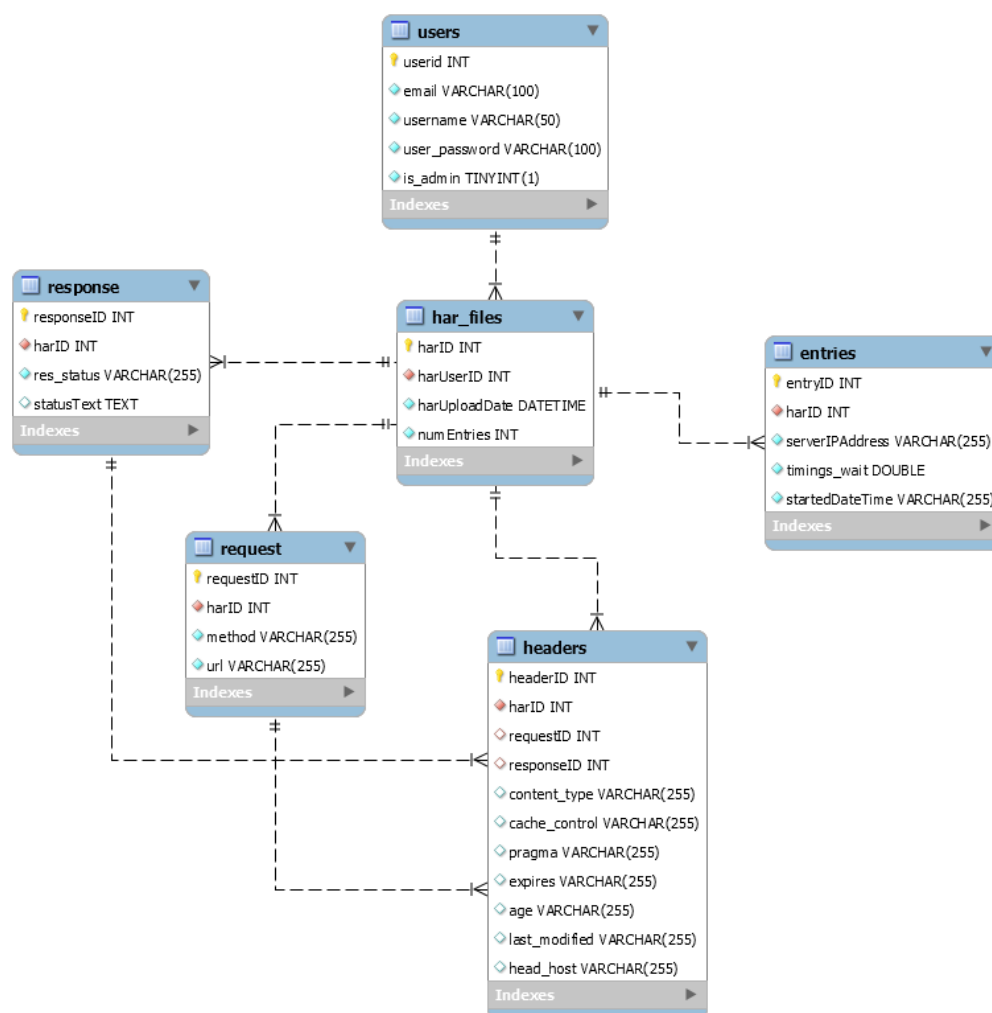 users
userid INT
email VARCHAR(100)
username VARCHAR(50)
user_password VARCHAR(100)
is_admin TINYINT(1)
Indexes
response
responseID INT
harID INT
res_status VARCHAR(255)
statusText TEXT
Indexes
har_files
harID INT
harUserID INT
harUploadDate DATETIME
numEntries INT
Indexes
entries
entryID INT
harID INT
serverIPAddress VARCHAR(255)
timings_wait DOUBLE
startedDateTime VARCHAR(255)
Indexes
request
requestID INT
harID INT
method VARCHAR(255)
url VARCHAR(255)
Indexes
headers
headerID INT
harID INT
requestID INT
responseID INT
content_type VARCHAR(255)
cache_control VARCHAR(255)
pragma VARCHAR(255)
expires VARCHAR(255)
age VARCHAR(255)
last_modified VARCHAR(255)
head_host VARCHAR(255)
Indexes